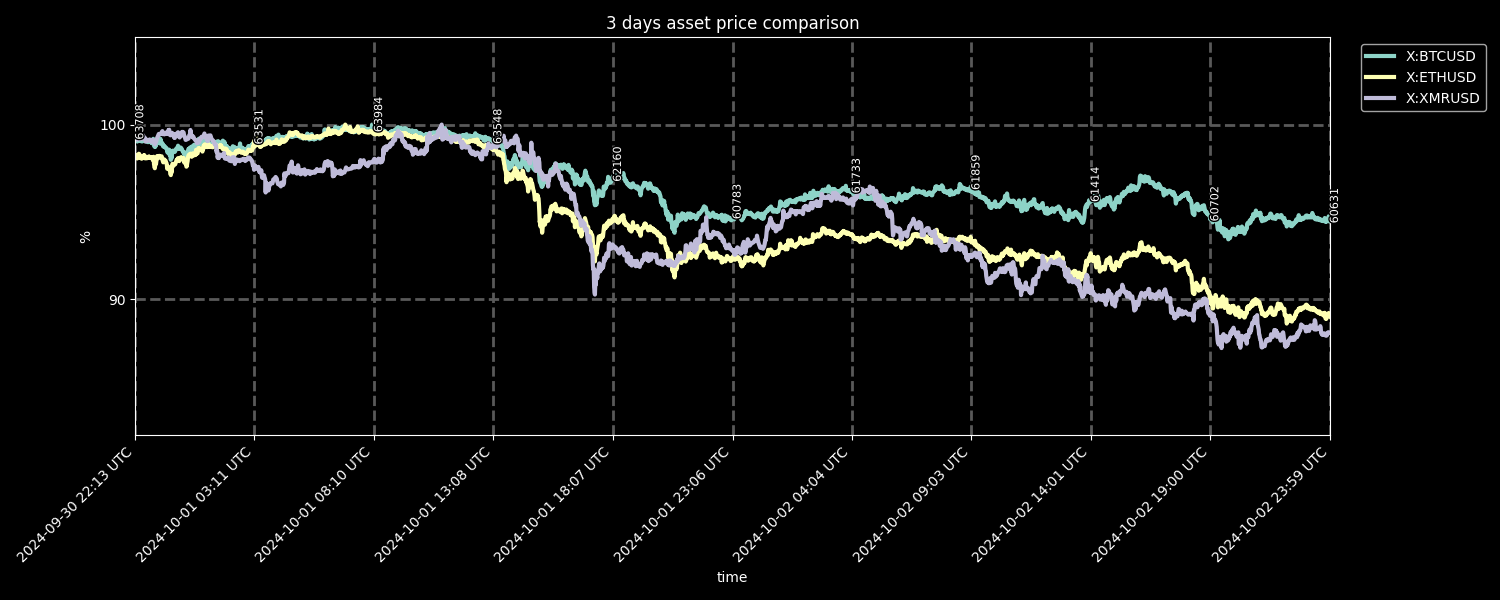 3 days asset price comparison
X:BTCUSD
X:ETHUSD
X:XMRUSD
100
90
%
63708
63531
63984
63548
62160
60783
61733
61859
61414
60702
60631
2024-09-30 22:13 UTC
2024-10-01 03:11 UTC
2024-10-01 08:10 UTC
2024-10-01 13:08 UTC
2024-10-01 18:07 UTC
2024-10-01 23:06 UTC
2024-10-02 04:04 UTC
2024-10-02 09:03 UTC
2024-10-02 14:01 UTC
2024-10-02 19:00 UTC
2024-10-02 23:59 UTC
time